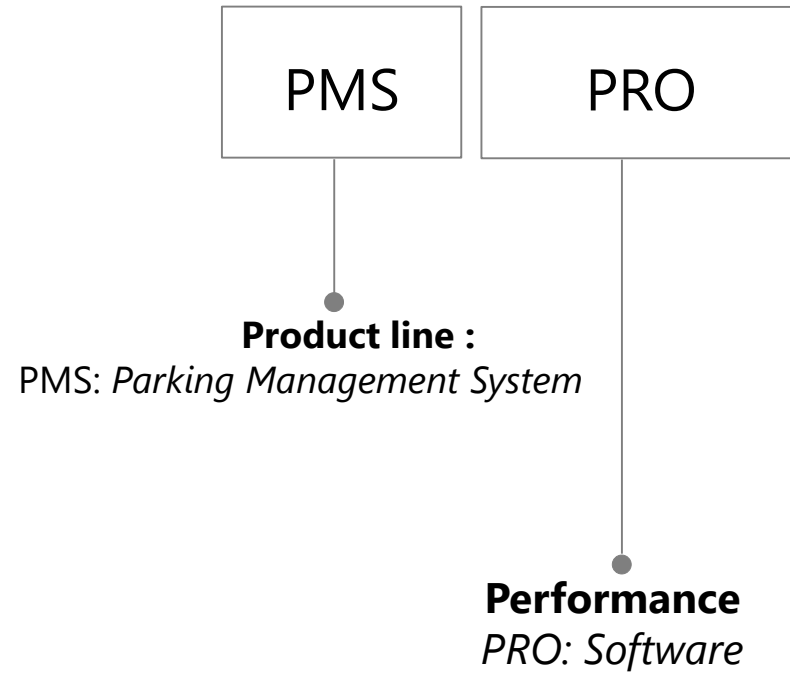 PMS
PRO
Product line :
PMS: Parking Management System
Performance
PRO: Software